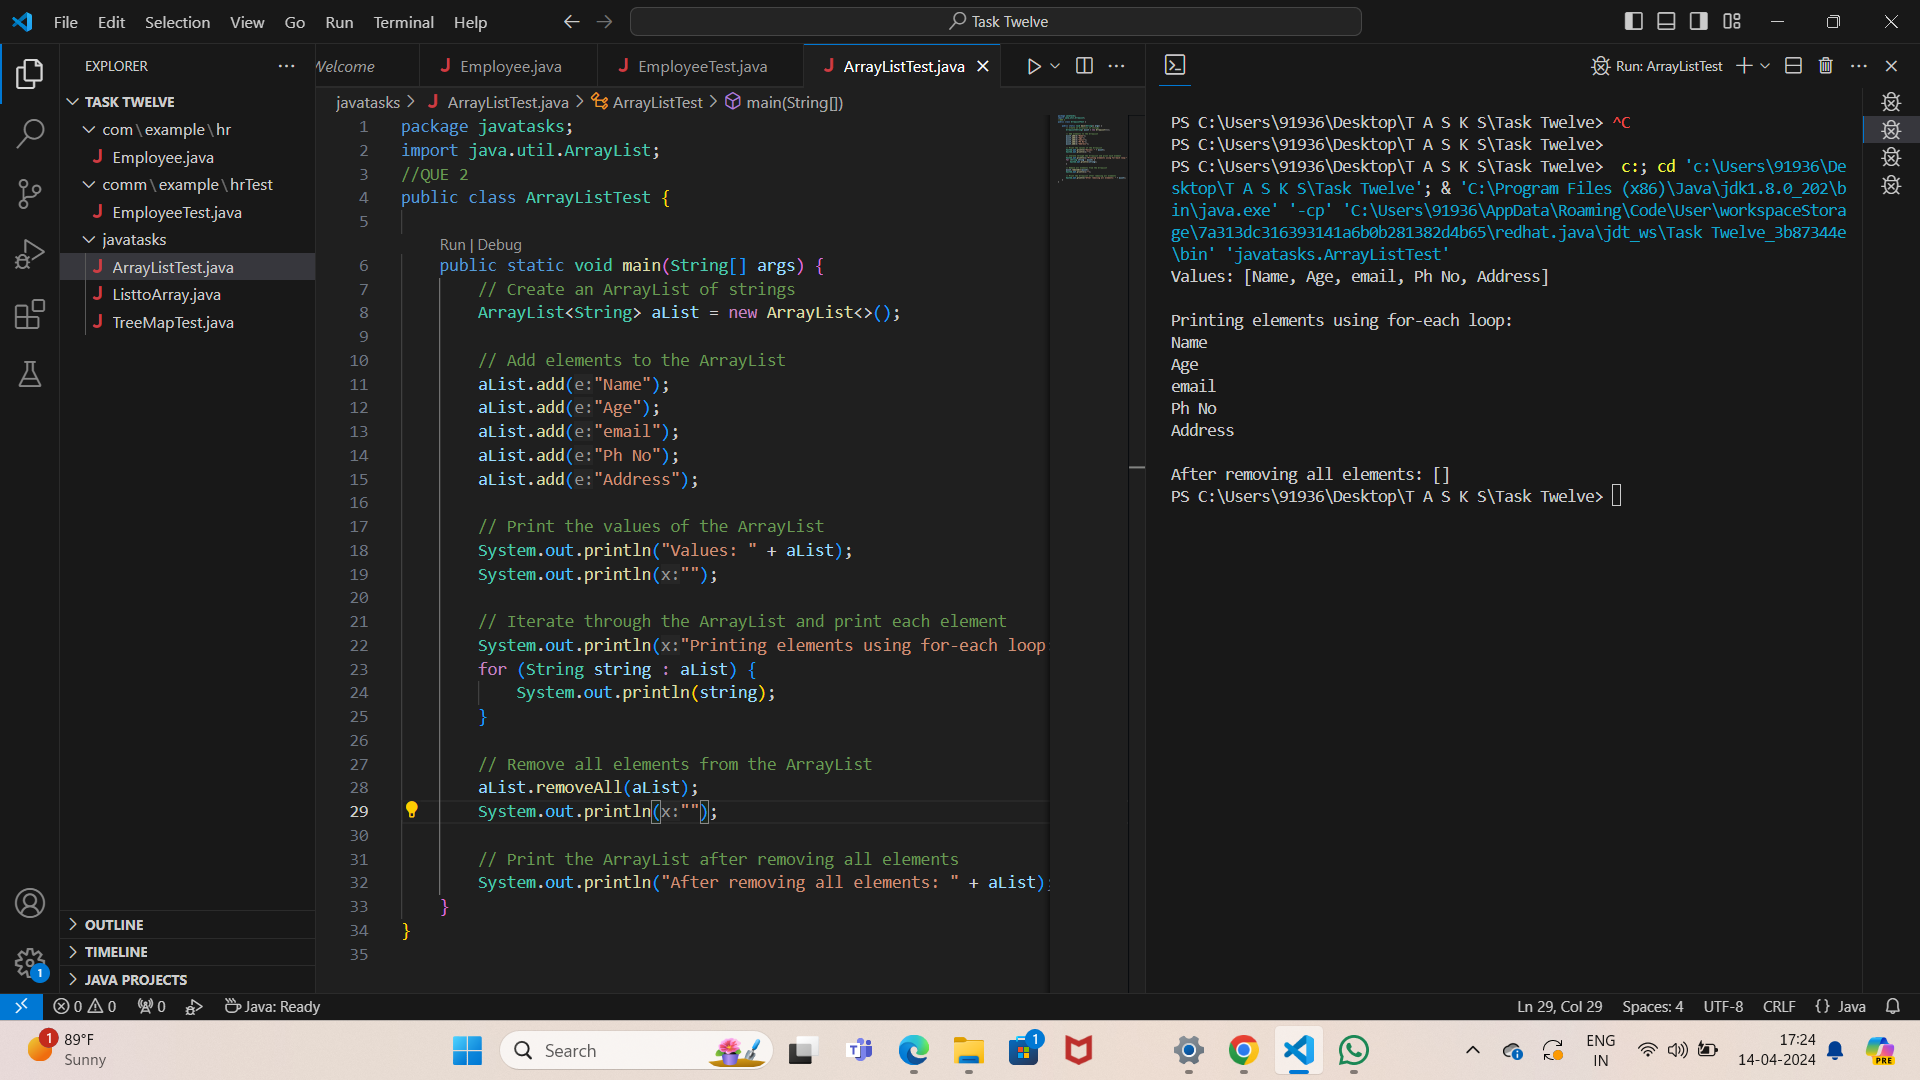 File Edit Selection View Go Run Terminal Help
Task Twelve
EXPLORER
TASK TWELVE
com\example\hr
Employee.java
comm\example\hrTest
EmployeeTest.java
javatasks
ArrayListTest.java
ListtoArray.java
TreeMapTest.java
OUTLINE
TIMELINE
JAVA PROJECTS
Welcome Employee.java EmployeeTest.java ArrayListTest.java
javatasks > ArrayListTest.java > ArrayListTest > main(String[])
1 package javatasks;
2 import java.util.ArrayList;
3 //QUE 2
4 public class ArrayListTest {
5
Run | Debug
6 public static void main(String[] args) {
7 // Create an ArrayList of strings
8 ArrayList<String> aList = new ArrayList<>();
9
10 // Add elements to the ArrayList
11 aList.add(e:"Name");
12 aList.add(e:"Age");
13 aList.add(e:"email");
14 aList.add(e:"Ph No");
15 aList.add(e:"Address");
16
17 // Print the values of the ArrayList
18 System.out.println("Values: " + aList);
19 System.out.println(x:"");
20
21 // Iterate through the ArrayList and print each element
22 System.out.println(x:"Printing elements using for-each loop
23 for (String string : aList) {
24 System.out.println(string);
25 }
26
27 // Remove all elements from the ArrayList
28 aList.removeAll(aList);
29 System.out.println(x:"");
30
31 // Print the ArrayList after removing all elements
32 System.out.println("After removing all elements: " + aList);
33 }
34 }
35
Run: ArrayListTest
PS C:\Users\91936\Desktop\T A S K S\Task Twelve> ^C
PS C:\Users\91936\Desktop\T A S K S\Task Twelve>
PS C:\Users\91936\Desktop\T A S K S\Task Twelve>  c:; cd 'c:\Users\91936\De
sktop\T A S K S\Task Twelve'; & 'C:\Program Files (x86)\Java\jdk1.8.0_202\b
in\java.exe' '-cp' 'C:\Users\91936\AppData\Roaming\Code\User\workspaceStora
ge\7a313dc316393141a6b0b281382d4b65\redhat.java\jdt_ws\Task Twelve_3b87344e
\bin' 'javatasks.ArrayListTest'
Values: [Name, Age, email, Ph No, Address]
Printing elements using for-each loop:
Name
Age
email
Ph No
Address
After removing all elements: []
PS C:\Users\91936\Desktop\T A S K S\Task Twelve>
1
0 0 0 Java: Ready
Ln 29, Col 29 Spaces: 4 UTF-8 CRLF {} Java
1 89°F
Sunny
Search
1
PRE
ENG
IN
17:24
14-04-2024